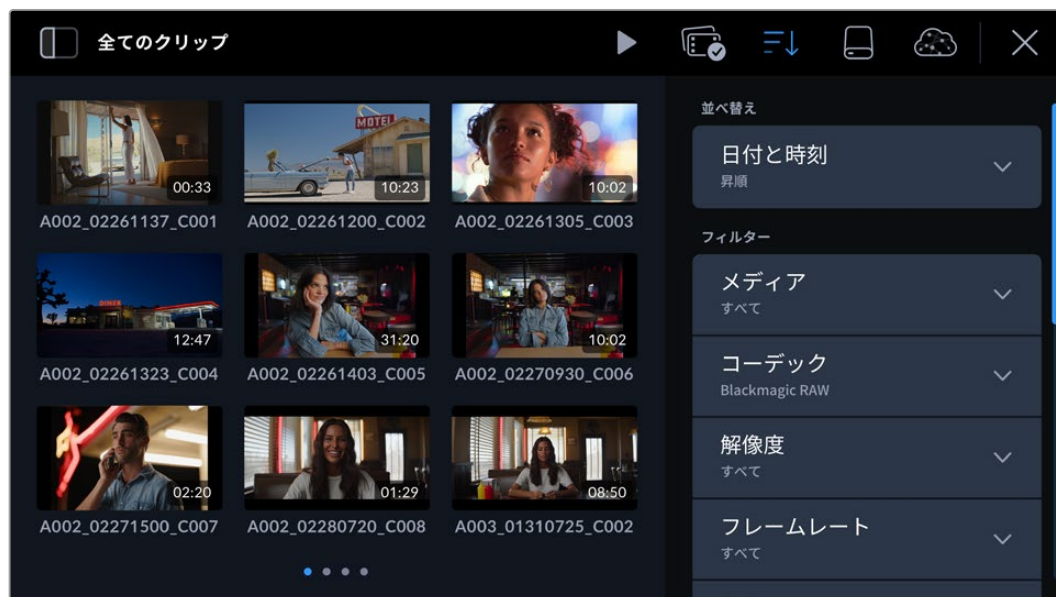 全てのクリップ
並べ替え
日付と時刻
昇順
フィルター
メディア
すべて
コーデック
Blackmagic RAW
解像度
すべて
フレームレート
すべて
00:33
MOTEL
10:23
10:02
A002_02261137_C001
A002_02261200_C002
A002_02261305_C003
DINER
12:47
31:20
10:02
A002_02261323_C004
A002_02261403_C005
A002_02270930_C006
02:20
01:29
08:50
A002_02271500_C007
A002_02280720_C008
A003_01310725_C002